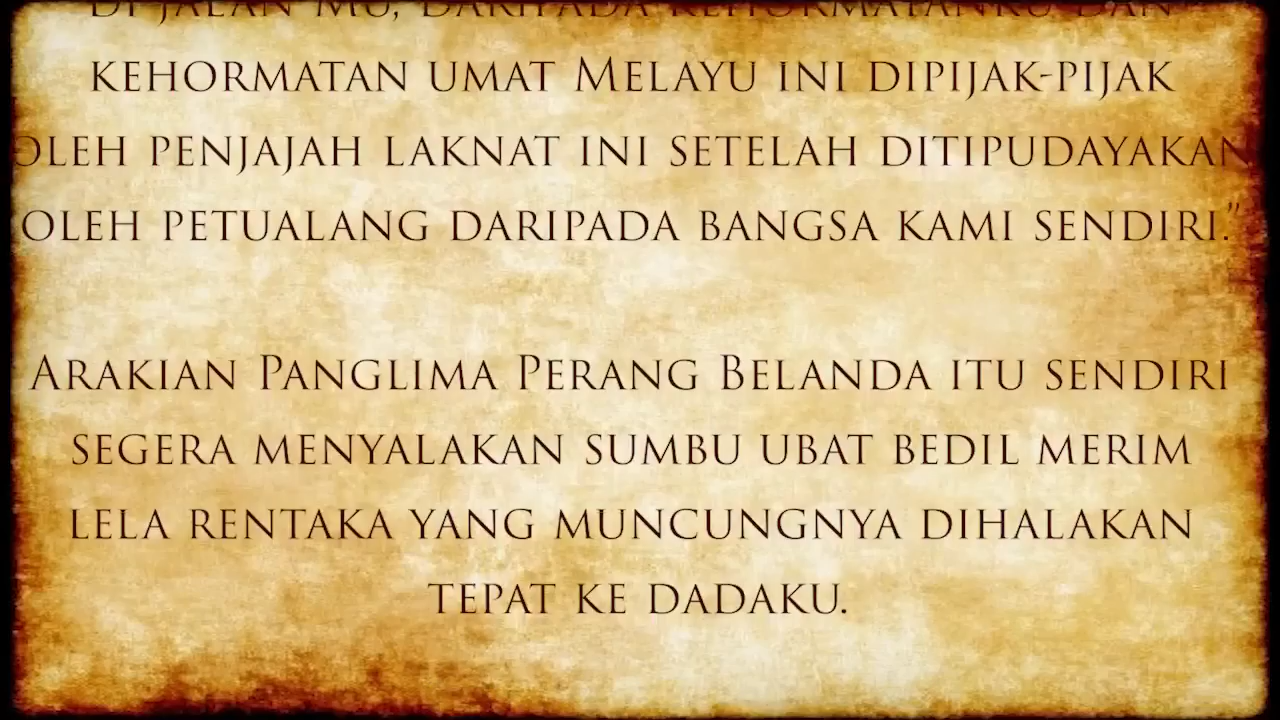 DI JALAN MU, DARIPADA KEHORMATANKU DAN
KEHORMATAN UMAT MELAYU INI DIPIJAK-PIJAK
OLEH PENJAJAH LAKNAT INI SETELAH DITIPUDAYAKAN
OLEH PETUALANG DARIPADA BANGSA KAMI SENDIRI.”
ARAKIAN PANGLIMA PERANG BELANDA ITU SENDIRI
SEGERA MENYALAKAN SUMBU UBAT BEDIL MERIM
LELA RENTAKA YANG MUNCUNGNYA DIHALAKAN
TEPAT KE DADAKU.